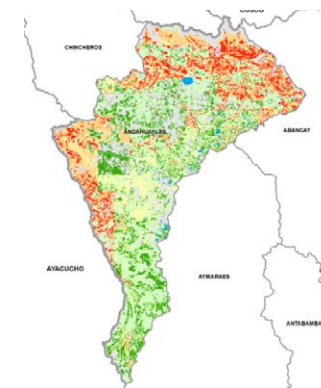 CUSCO
CHINCHEROS
ANDAHUAYLAS
ABANCAY
AYACUCHO
AYMARAES
ANTABAMBA